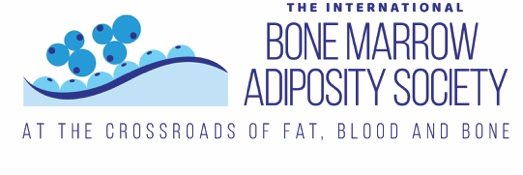 THE INTERNATIONAL
BONE MARROW
ADIPOSITY SOCIETY
AT THE CROSSROADS OF FAT, BLOOD AND BONE